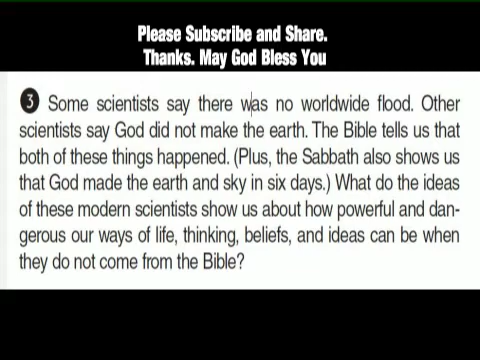 Please Subscribe and Share.
Thanks. May God Bless You
3 Some scientists say there was no worldwide flood. Other
scientists say God did not make the earth. The Bible tells us that
both of these things happened. (Plus, the Sabbath also shows us
that God made the earth and sky in six days.) What do the ideas
of these modern scientists show us about how powerful and dan-
gerous our ways of life, thinking, beliefs, and ideas can be when
they do not come from the Bible?